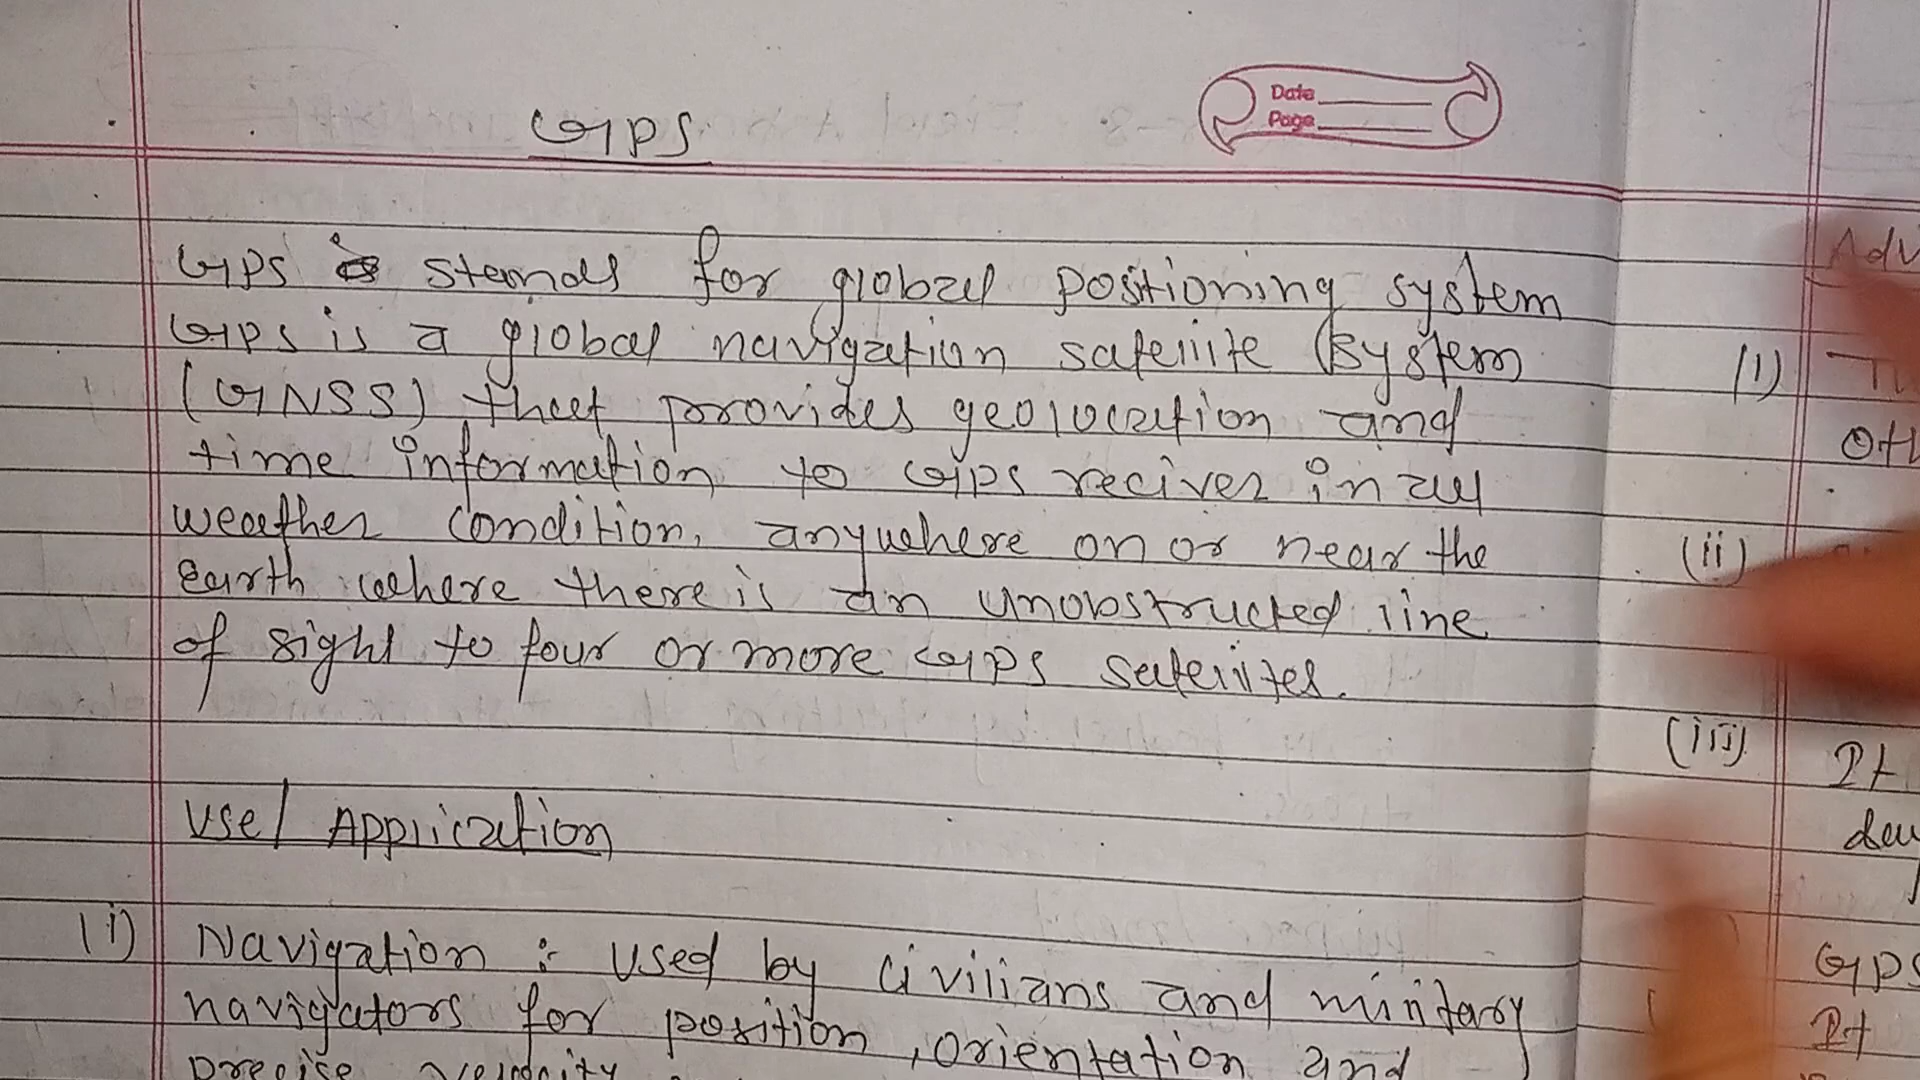 GPS
Date
Page
GPS is stands for global positioning system
GPS is a global navigation satellite system
(GNSS) that provides geolocation and
time information to GPS reciver in all
weather condition, anywhere on or near the
Earth where there is an unobstructed line
of sight to four or more GPS satellites.
Use/ Application
(i) Navigation :- Used by civilians and military
navigators for position, orientation and
precise velocity
Adv
(i)
(ii)
(iii) It
GPS
It